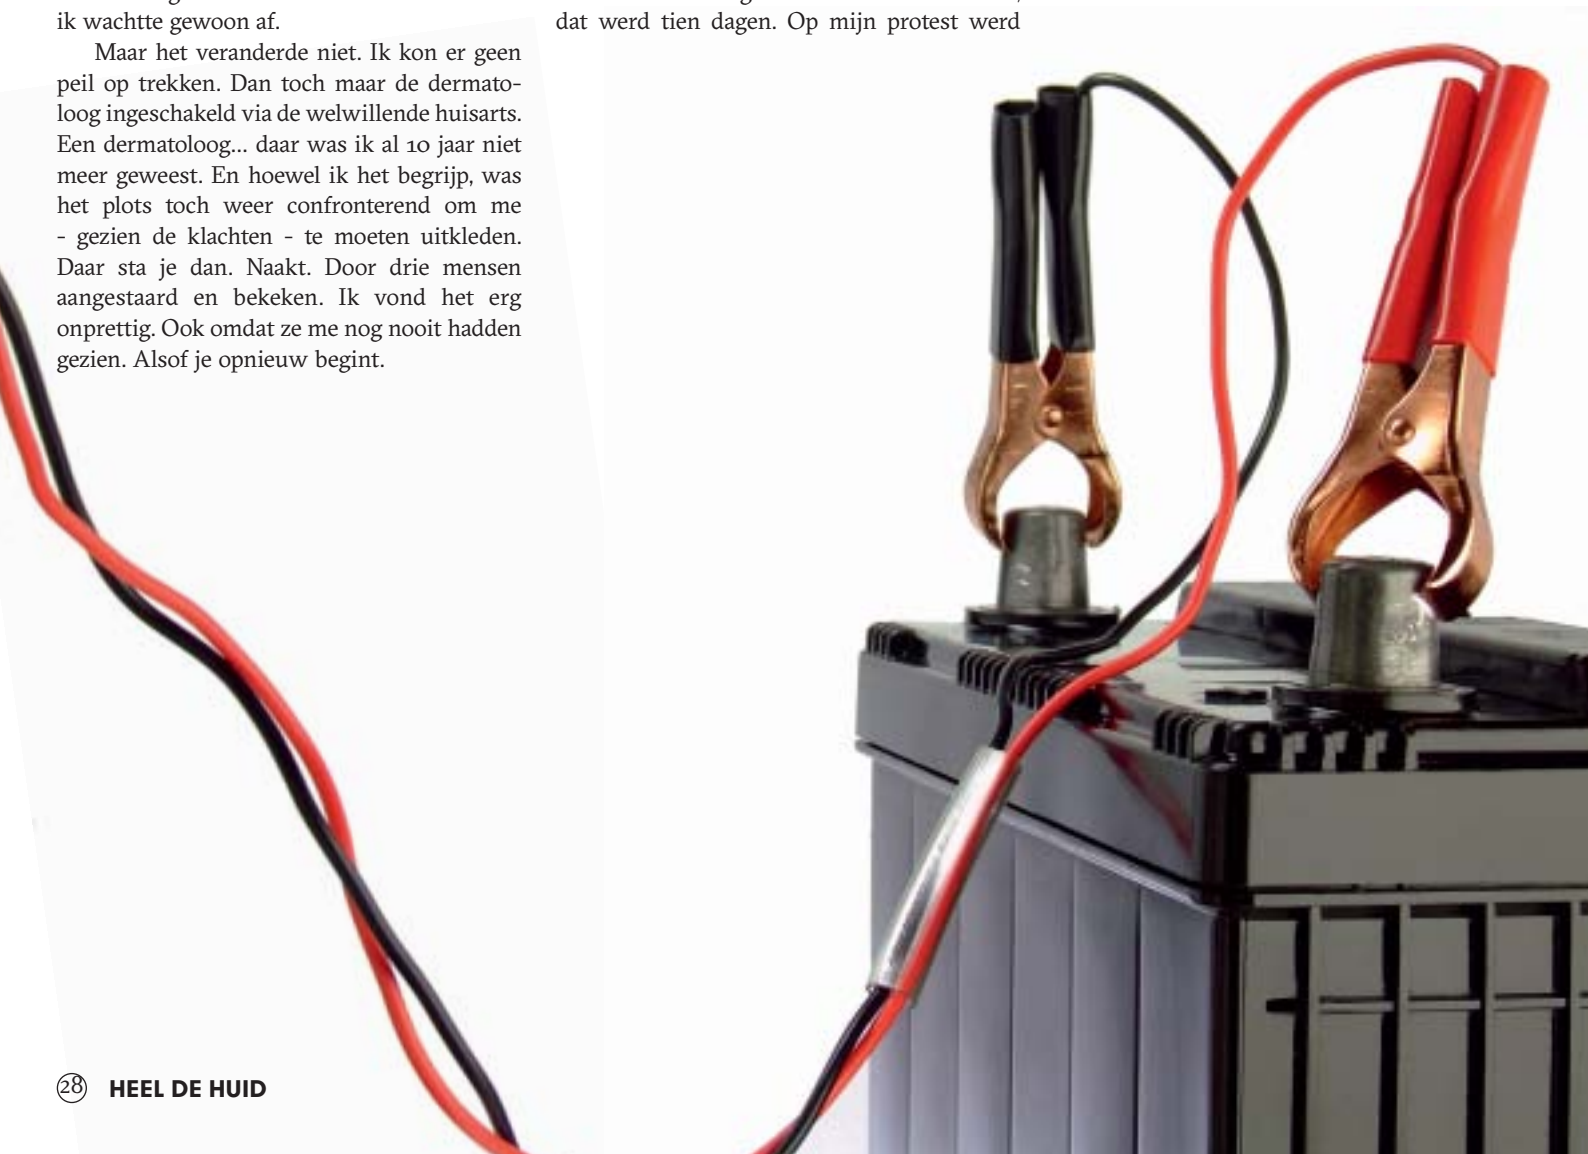 ik wachtte gewoon af.
Maar het veranderde niet. Ik kon er geen
peil op trekken. Dan toch maar de dermato-
loog ingeschakeld via de welwillende huisarts.
Een dermatoloog... daar was ik al 10 jaar niet
meer geweest. En hoewel ik het begrijp, was
het plots toch weer confronterend om me
- gezien de klachten - te moeten uitkleden.
Daar sta je dan. Naakt. Door drie mensen
aangestaard en bekeken. Ik vond het erg
onprettig. Ook omdat ze me nog nooit hadden
gezien. Alsof je opnieuw begint.
dat werd tien dagen. Op mijn protest werd
28 HEEL DE HUID